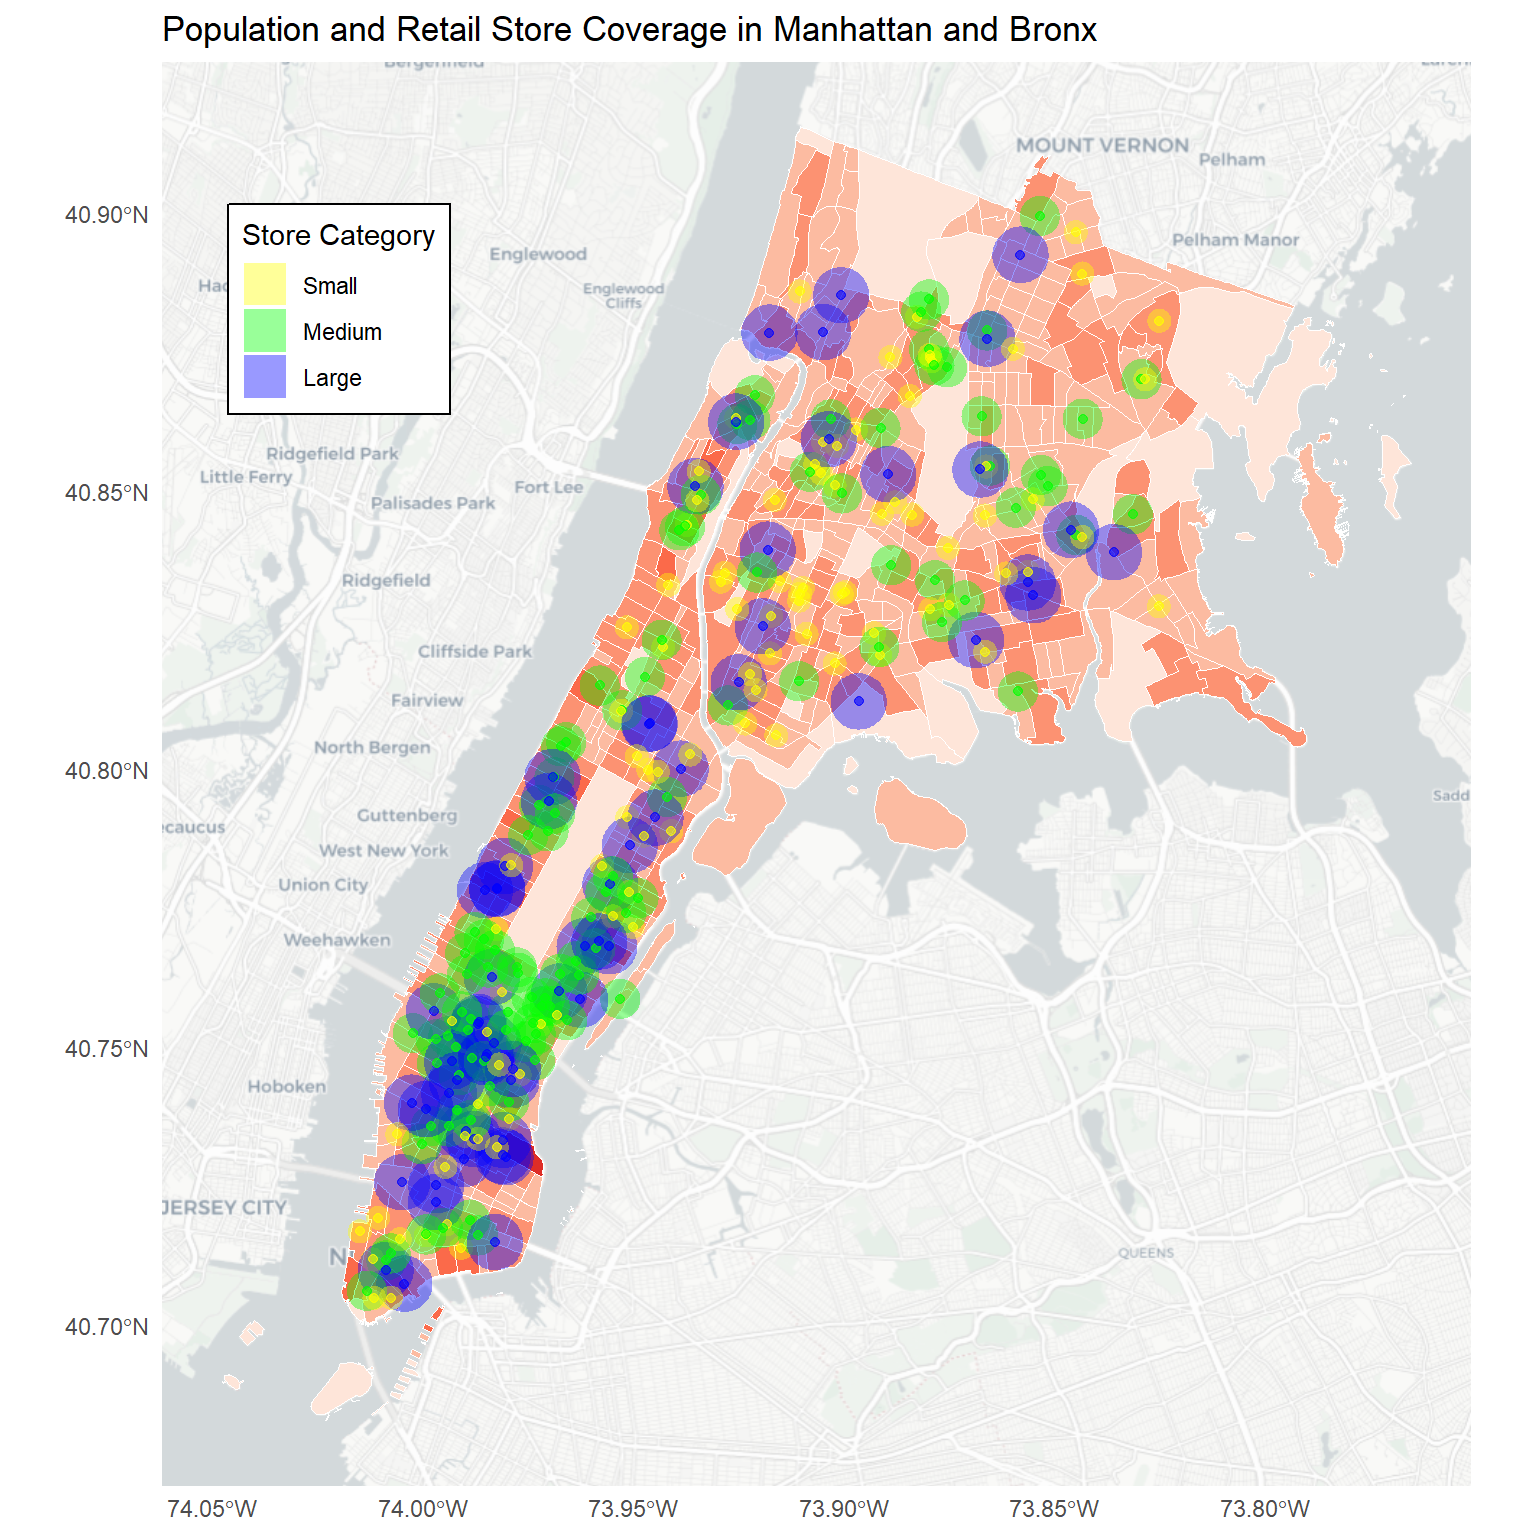 Population and Retail Store Coverage in Manhattan and Bronx
Bergenfield
MOUNT VERNON
Pelham
40.90°N
Store Category
Small
Medium
Large
Pelham Manor
Englewood
Englewood
Cliffs
Ridgefield Park
Little Ferry
40.85°N
Fort Lee
Palisades Park
Ridgefield
Cliffside Park
Fairview
North Bergen
40.80°N
Guttenberg
ecaucus
West New York
Union City
Weehawken
40.75°N
Hoboken
JERSEY CITY
N
QUEENS
40.70°N
74.05°W 74.00°W 73.95°W 73.90°W 73.85°W 73.80°W